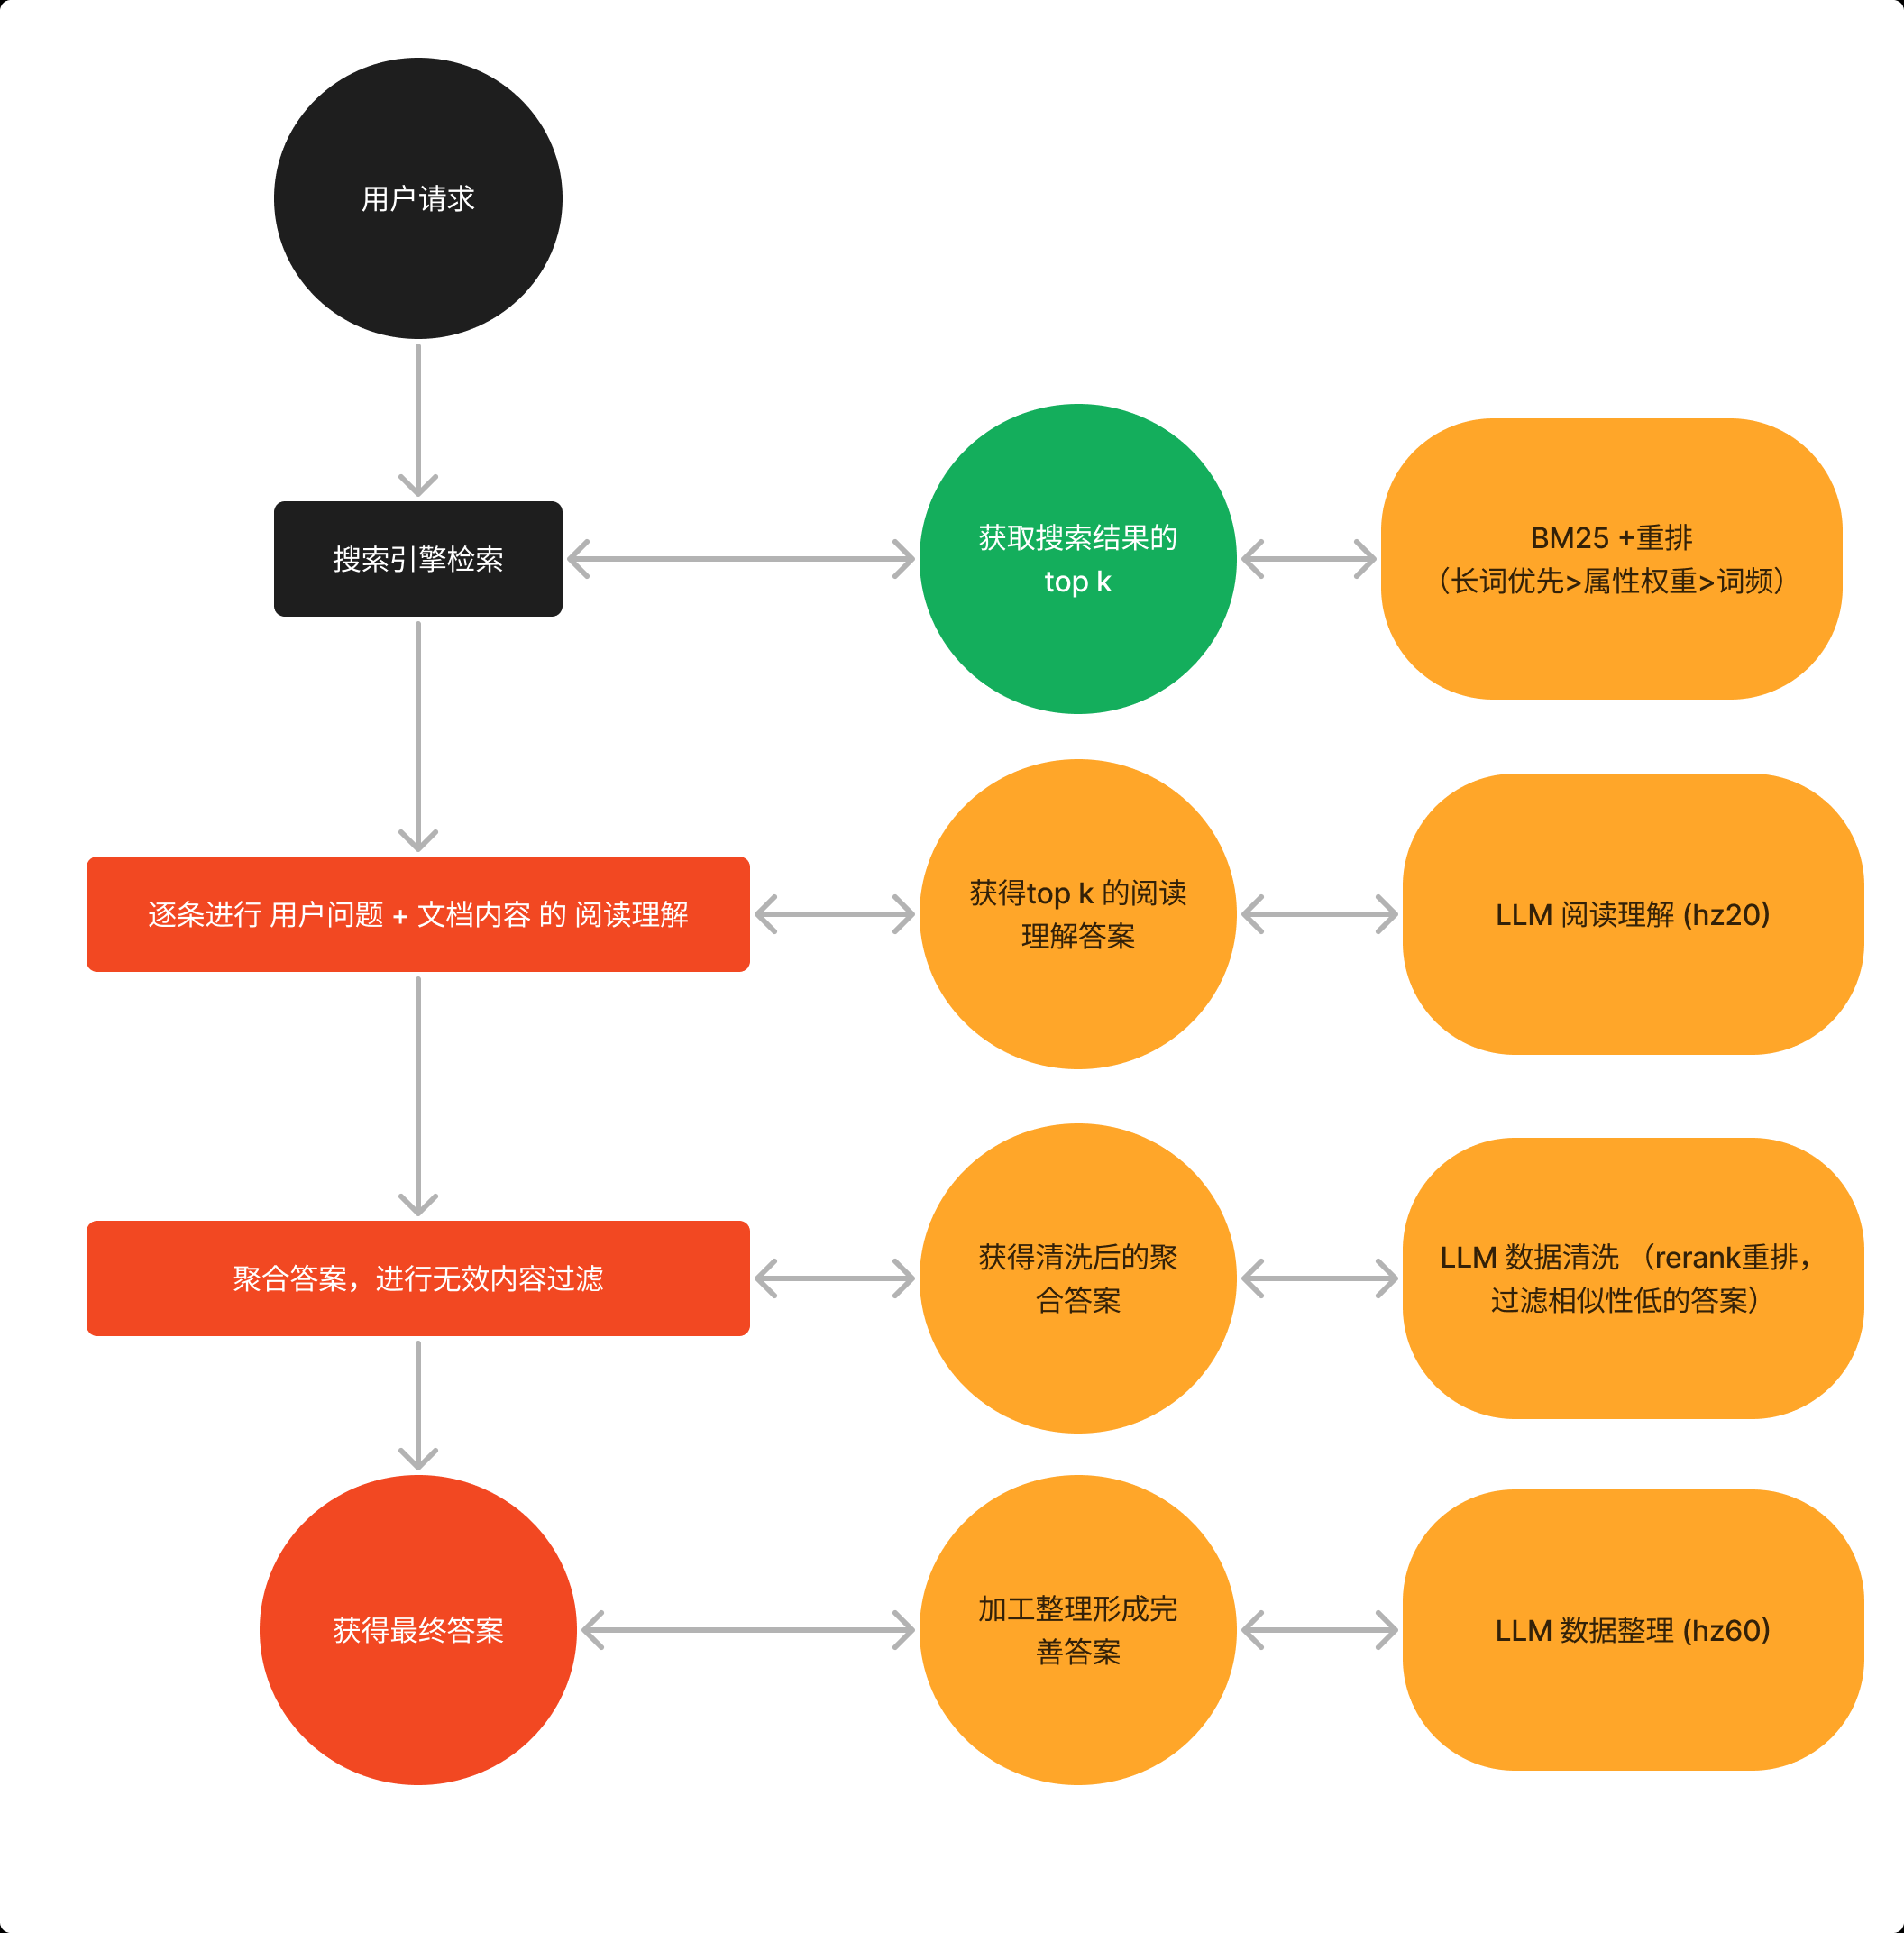 用户请求
搜索引擎检索
获取搜索结果的
top k
BM25 +重排
（长词优先>属性权重>词频）
逐条进行 用户问题 + 文档内容 的 阅读理解
获得top k 的阅读
理解答案
LLM 阅读理解 (hz20)
聚合答案，进行无效内容过滤
获得清洗后的聚
合答案
LLM 数据清洗 （rerank重排，
过滤相似性低的答案）
获得最终答案
加工整理形成完
善答案
LLM 数据整理 (hz60)